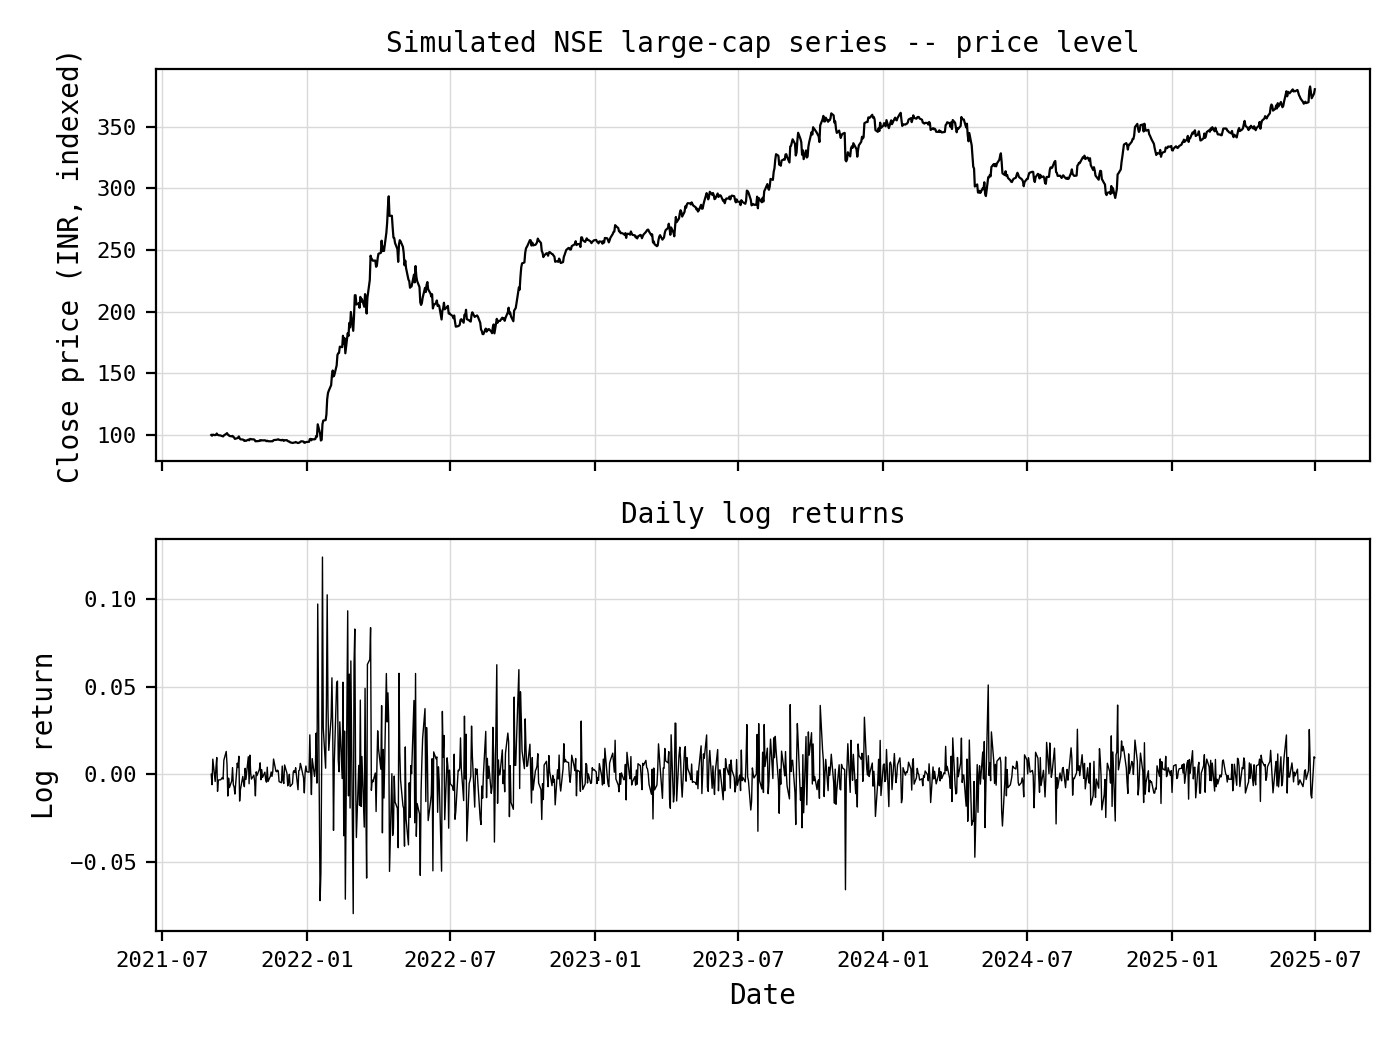 Simulated NSE large-cap series -- price level
Close price (INR, indexed)
350
300
250
200
150
100
Daily log returns
Log return
0.10
0.05
0.00
−0.05
2021-07 2022-01 2022-07 2023-01 2023-07 2024-01 2024-07 2025-01 2025-07
Date